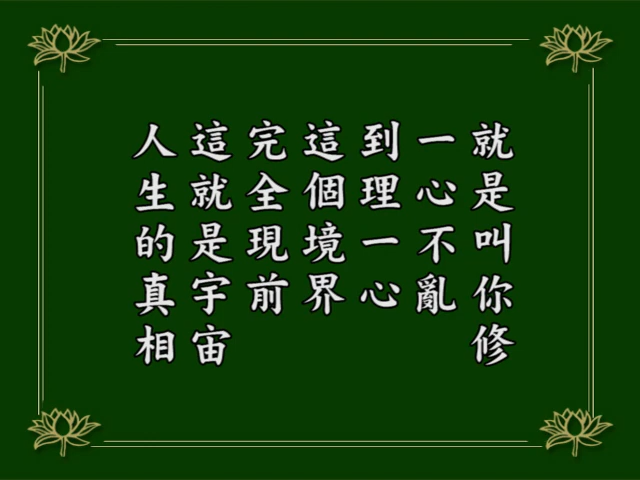 就是叫你修
一心不亂
到理一心
這個境界
完全現前
這就是宇宙
人生的真相